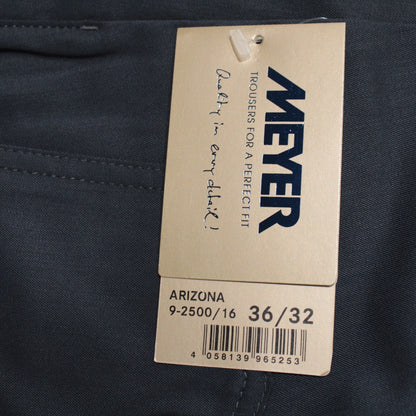 MEYER
TROUSERS FOR A PERFECT FIT
Quality in every detail!
ARIZONA
9-2500/16 36/32
4 058139 965253